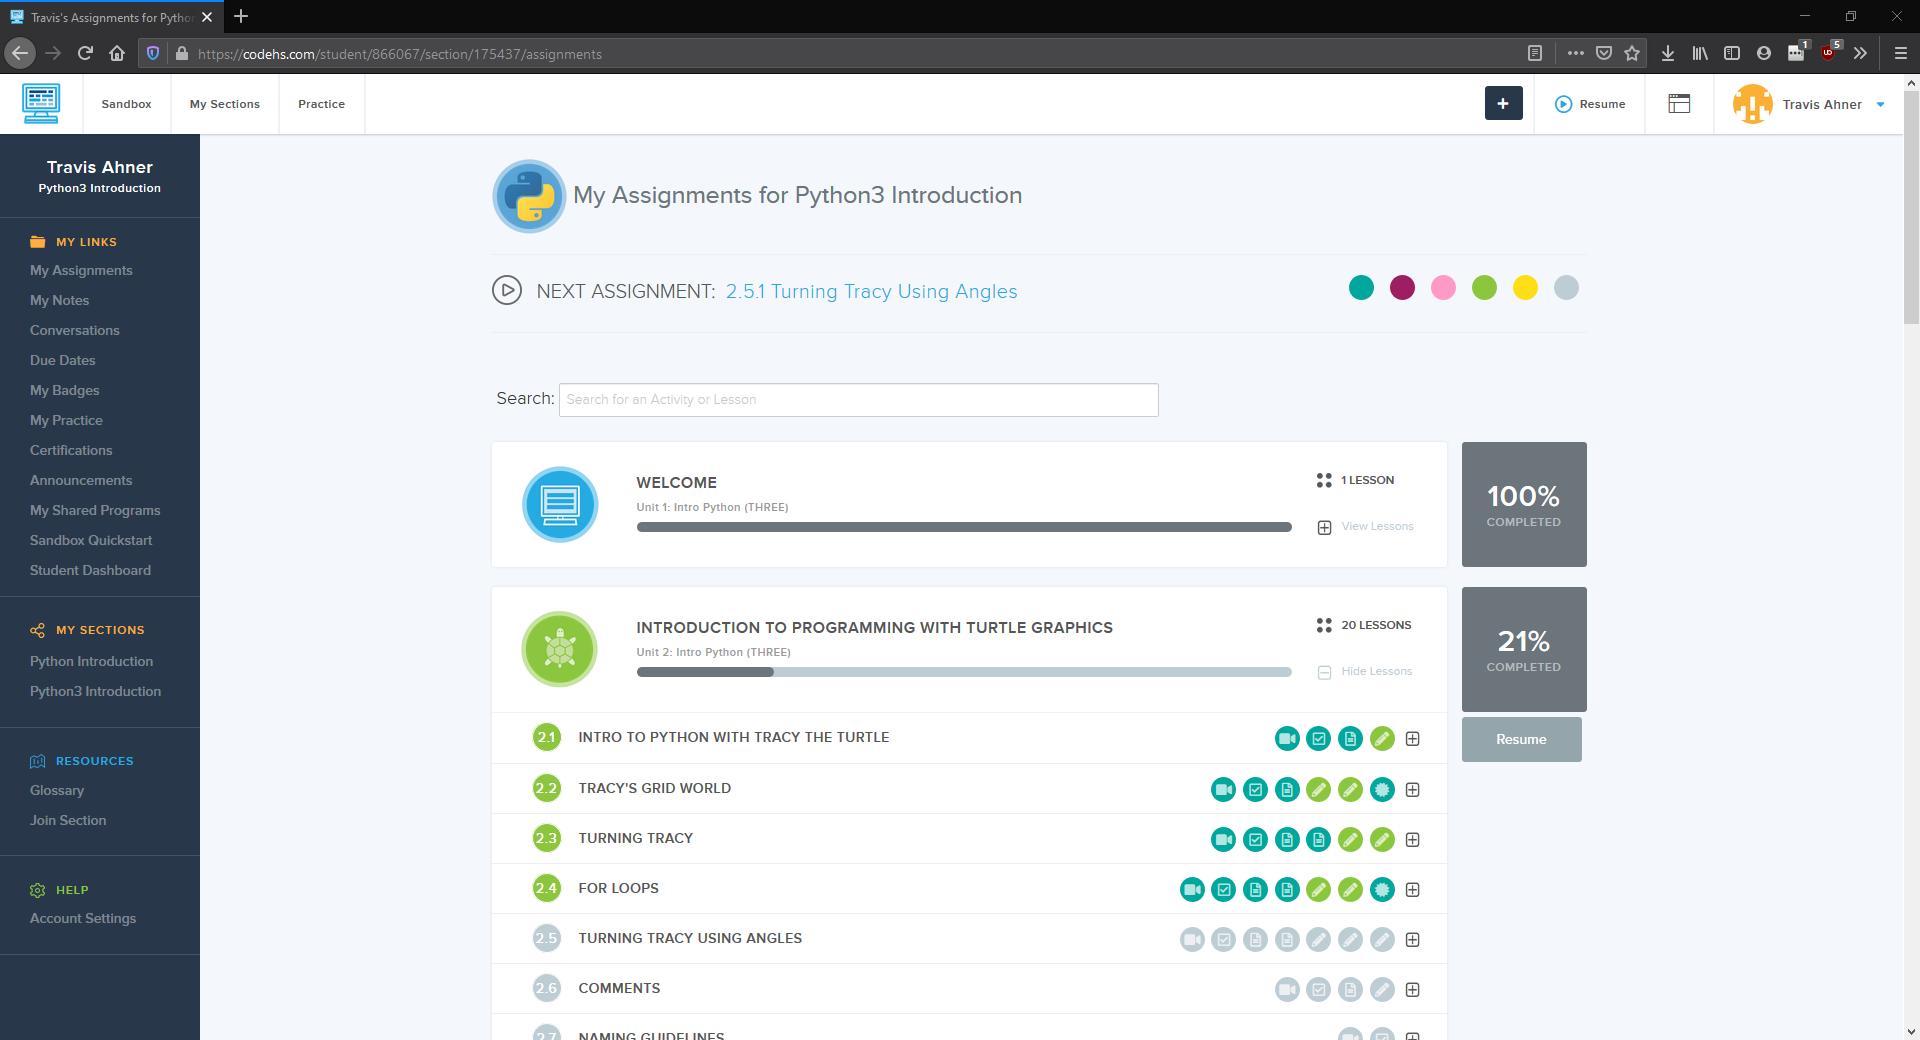 Travis's Assignments for Pytho
https://codehs.com/student/866067/section/175437/assignments
1
5
Sandbox
My Sections
Practice
+
Resume
Travis Ahner
Travis Ahner
Python3 Introduction
MY LINKS
My Assignments
My Notes
Conversations
Due Dates
My Badges
My Practice
Certifications
Announcements
My Shared Programs
Sandbox Quickstart
Student Dashboard
MY SECTIONS
Python Introduction
Python3 Introduction
RESOURCES
Glossary
Join Section
HELP
Account Settings
My Assignments for Python3 Introduction
NEXT ASSIGNMENT: 2.5.1 Turning Tracy Using Angles
Search: Search for an Activity or Lesson
WELCOME
Unit 1: Intro Python (THREE)
1 LESSON
View Lessons
100%
COMPLETED
INTRODUCTION TO PROGRAMMING WITH TURTLE GRAPHICS
Unit 2: Intro Python (THREE)
20 LESSONS
Hide Lessons
21%
COMPLETED
Resume
2.1 INTRO TO PYTHON WITH TRACY THE TURTLE
2.2 TRACY'S GRID WORLD
2.3 TURNING TRACY
2.4 FOR LOOPS
2.5 TURNING TRACY USING ANGLES
2.6 COMMENTS
2.7 NAMING GUIDELINES